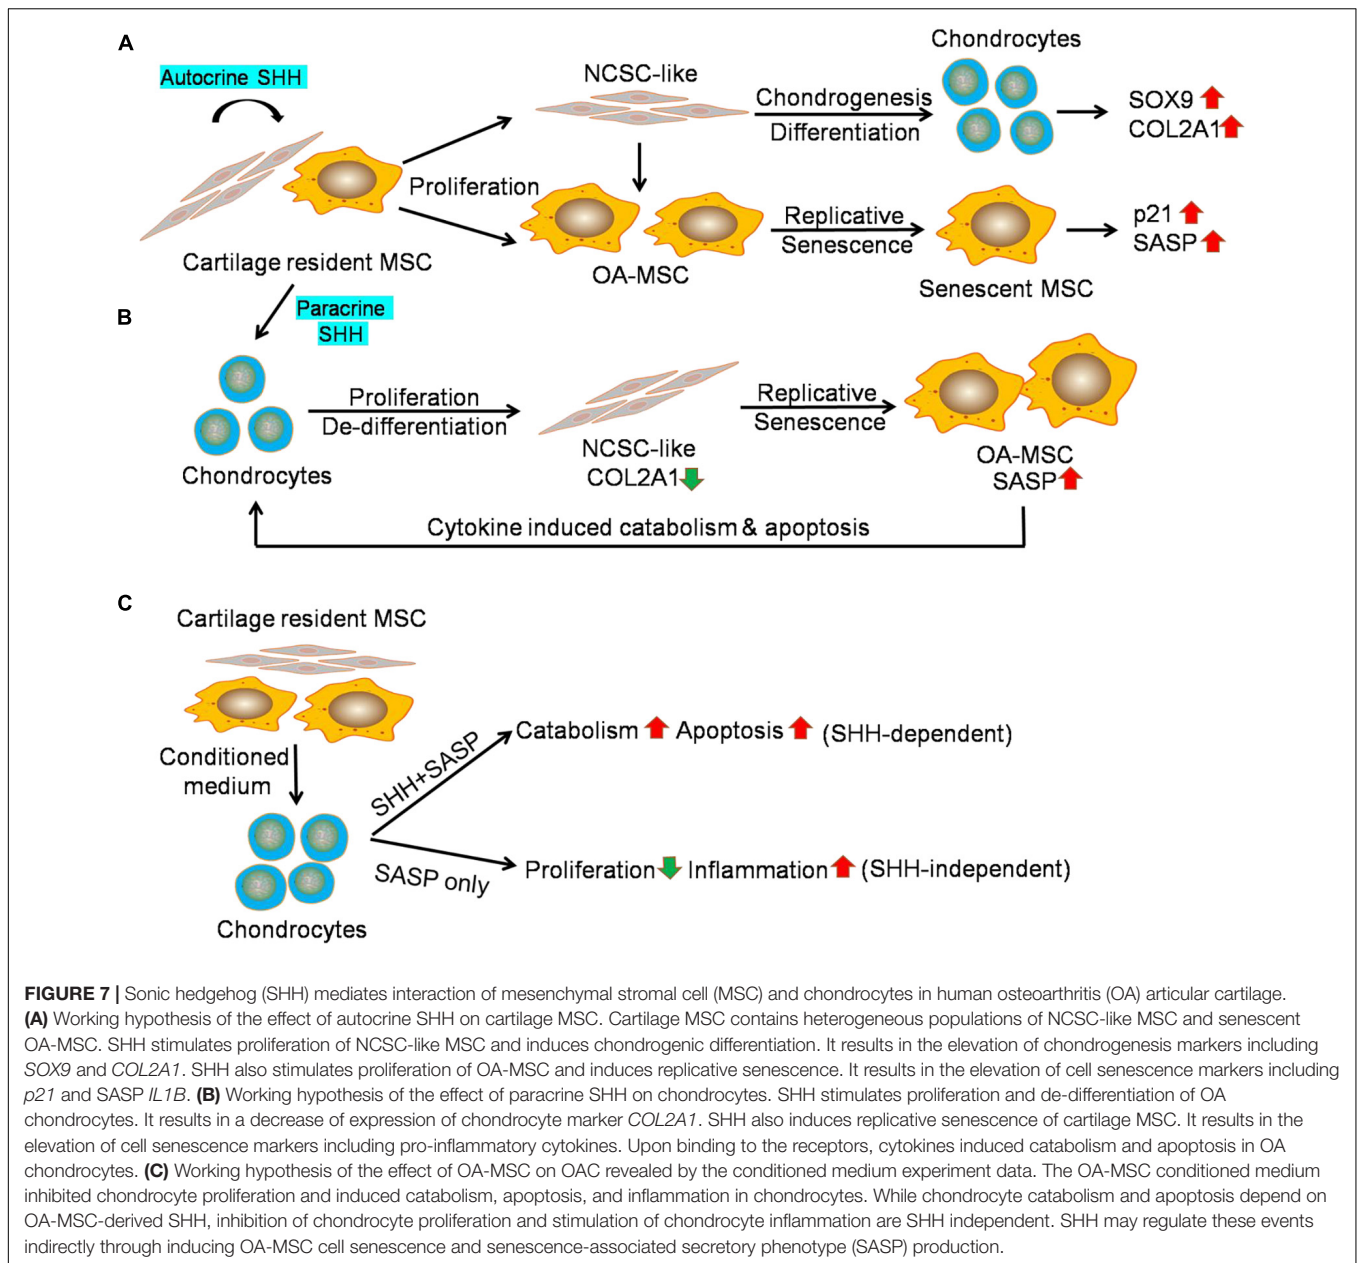 A
Autocrine SHH
NCSC-like
Chondrocytes
Chondrogenesis
Differentiation
SOX9
COL2A1
Proliferation
Cartilage resident MSC
OA-MSC
Replicative
Senescence
Senescent MSC
p21
SASP
Paracrine
SHH
B
Chondrocytes
Proliferation
De-differentiation
NCSC-like
COL2A1
Replicative
Senescence
OA-MSC
SASP
Cytokine induced catabolism & apoptosis
C
Cartilage resident MSC
Conditioned
medium
Chondrocytes
SHH+SASP
Catabolism Apoptosis (SHH-dependent)
SASP only
Proliferation Inflammation (SHH-independent)
FIGURE 7 | Sonic hedgehog (SHH) mediates interaction of mesenchymal stromal cell (MSC) and chondrocytes in human osteoarthritis (OA) articular cartilage.
(A) Working hypothesis of the effect of autocrine SHH on cartilage MSC. Cartilage MSC contains heterogeneous populations of NCSC-like MSC and senescent
OA-MSC. SHH stimulates proliferation of NCSC-like MSC and induces chondrogenic differentiation. It results in the elevation of chondrogenesis markers including
SOX9 and COL2A1. SHH also stimulates proliferation of OA-MSC and induces replicative senescence. It results in the elevation of cell senescence markers including
p21 and SASP IL1B. (B) Working hypothesis of the effect of paracrine SHH on chondrocytes. SHH stimulates proliferation and de-differentiation of OA
chondrocytes. It results in a decrease of expression of chondrocyte marker COL2A1. SHH also induces replicative senescence of cartilage MSC. It results in the
elevation of cell senescence markers including pro-inflammatory cytokines. Upon binding to the receptors, cytokines induced catabolism and apoptosis in OA
chondrocytes. (C) Working hypothesis of the effect of OA-MSC on OAC revealed by the conditioned medium experiment data. The OA-MSC conditioned medium
inhibited chondrocyte proliferation and induced catabolism, apoptosis, and inflammation in chondrocytes. While chondrocyte catabolism and apoptosis depend on
OA-MSC-derived SHH, inhibition of chondrocyte proliferation and stimulation of chondrocyte inflammation are SHH independent. SHH may regulate these events
indirectly through inducing OA-MSC cell senescence and senescence-associated secretory phenotype (SASP) production.